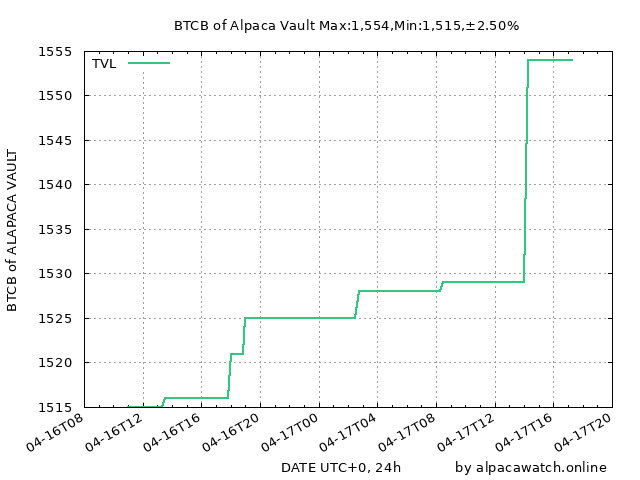 BTCB of Alpaca Vault Max:1,554,Min:1,515,±2.50%
TVL
BTCB of ALAPACA VAULT
1555
1550
1545
1540
1535
1530
1525
1520
1515
04-16T08
04-16T12
04-16T16
04-16T20
04-17T00
04-17T04
04-17T08
04-17T12
04-17T16
04-17T20
DATE UTC+0, 24h
by alpacawatch.online